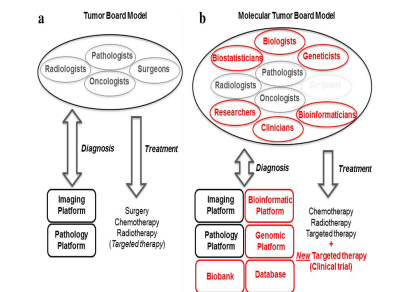 a
Tumor Board Model
Pathologists
Radiologists
Surgeons
Oncologists
Diagnosis
Treatment
Imaging
Platform
Pathology
Platform
Surgery
Chemotherapy
Radiotherapy
(Targeted therapy)
b
Molecular Tumor Board Model
Biologists
Biostatisticians
Geneticists
Pathologists
Radiologists
Surgeons
Oncologists
Researchers
Bioinformaticians
Clinicians
Diagnosis
Treatment
Imaging
Platform
Bioinformatic
Platform
Pathology
Platform
Genomic
Platform
Biobank
Database
Chemotherapy
Radiotherapy
Targeted therapy
+
New Targeted therapy
(Clinical trial)